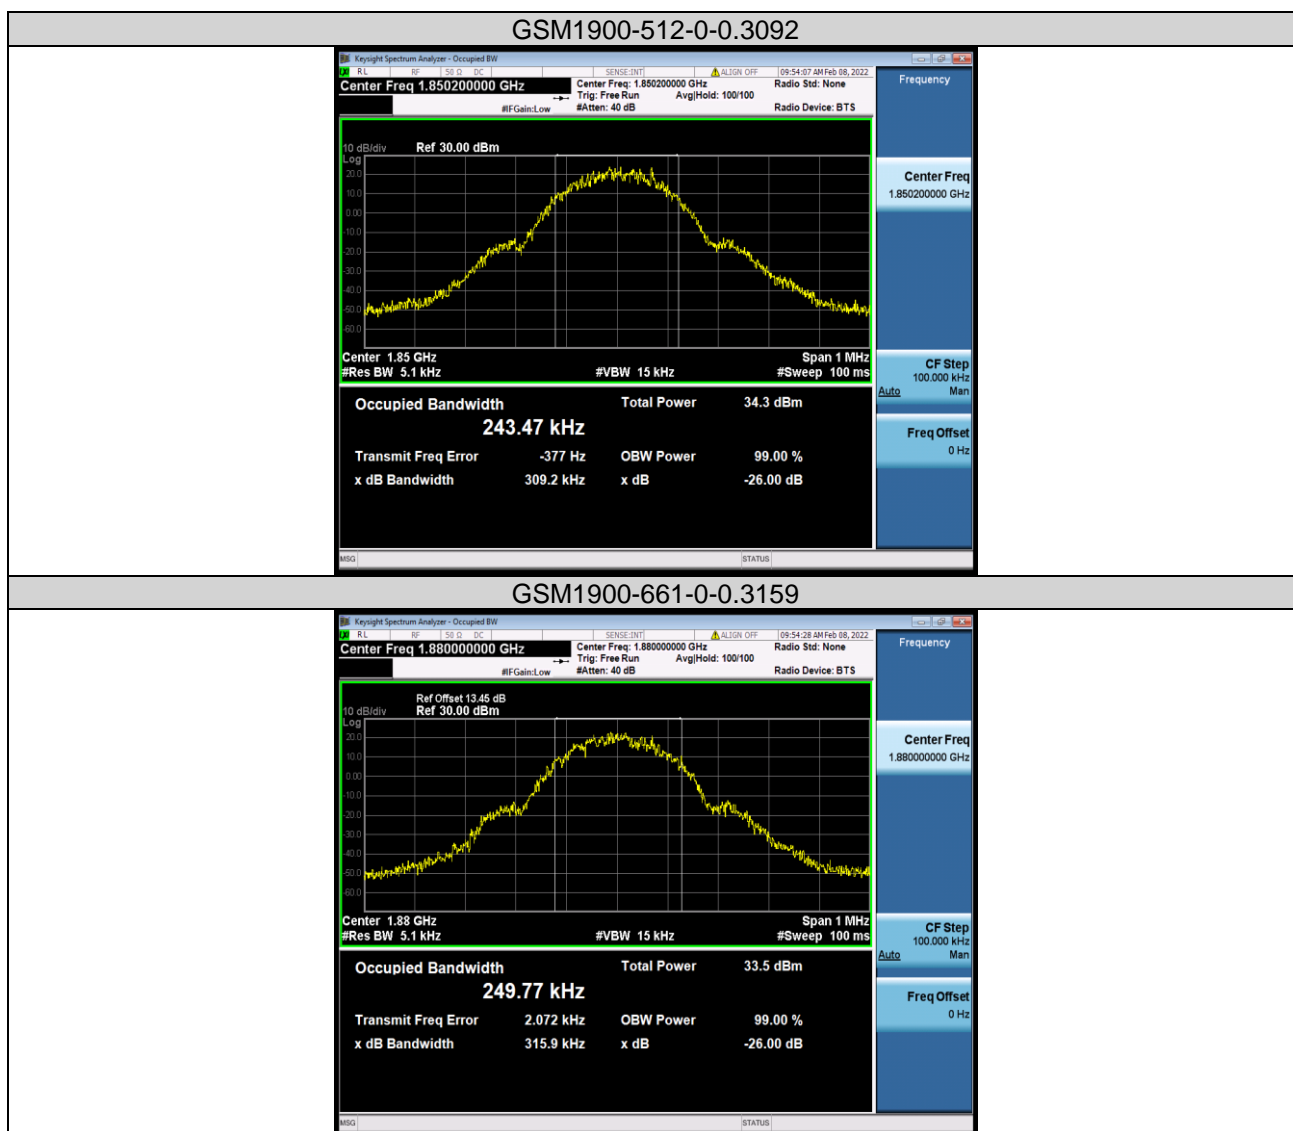 GSM1900-512-0-0.3092
Keysight Spectrum Analyzer - Occupied BW
RL RF 50 Ω DC SENSE:INT ALIGN OFF 09:54:07 AM Feb 08, 2022
Center Freq 1.850200000 GHz
Center Freq: 1.850200000 GHz Radio Std: None
Trig: Free Run Avg|Hold: 100/100
#IFGain:Low #Atten: 40 dB Radio Device: BTS
Frequency
10 dB/div Ref 30.00 dBm
Log
20.0
10.0
0.00
-10.0
-20.0
-30.0
-40.0
-50.0
-60.0
Center Freq
1.850200000 GHz
Center 1.85 GHz Span 1 MHz
#Res BW 5.1 kHz #VBW 15 kHz #Sweep 100 ms
CF Step
100.000 kHz
Auto Man
Occupied Bandwidth Total Power 34.3 dBm
243.47 kHz
Transmit Freq Error -377 Hz OBW Power 99.00 %
x dB Bandwidth 309.2 kHz x dB -26.00 dB
Freq Offset
0 Hz
MSG STATUS
GSM1900-661-0-0.3159
Keysight Spectrum Analyzer - Occupied BW
RL RF 50 Ω DC SENSE:INT ALIGN OFF 09:54:28 AM Feb 08, 2022
Center Freq 1.880000000 GHz
Center Freq: 1.880000000 GHz Radio Std: None
Trig: Free Run Avg|Hold: 100/100
#IFGain:Low #Atten: 40 dB Radio Device: BTS
Frequency
Ref Offset 13.45 dB
10 dB/div Ref 30.00 dBm
Log
20.0
10.0
0.00
-10.0
-20.0
-30.0
-40.0
-50.0
-60.0
Center Freq
1.880000000 GHz
Center 1.88 GHz Span 1 MHz
#Res BW 5.1 kHz #VBW 15 kHz #Sweep 100 ms
CF Step
100.000 kHz
Auto Man
Occupied Bandwidth Total Power 33.5 dBm
249.77 kHz
Transmit Freq Error 2.072 kHz OBW Power 99.00 %
x dB Bandwidth 315.9 kHz x dB -26.00 dB
Freq Offset
0 Hz
MSG STATUS